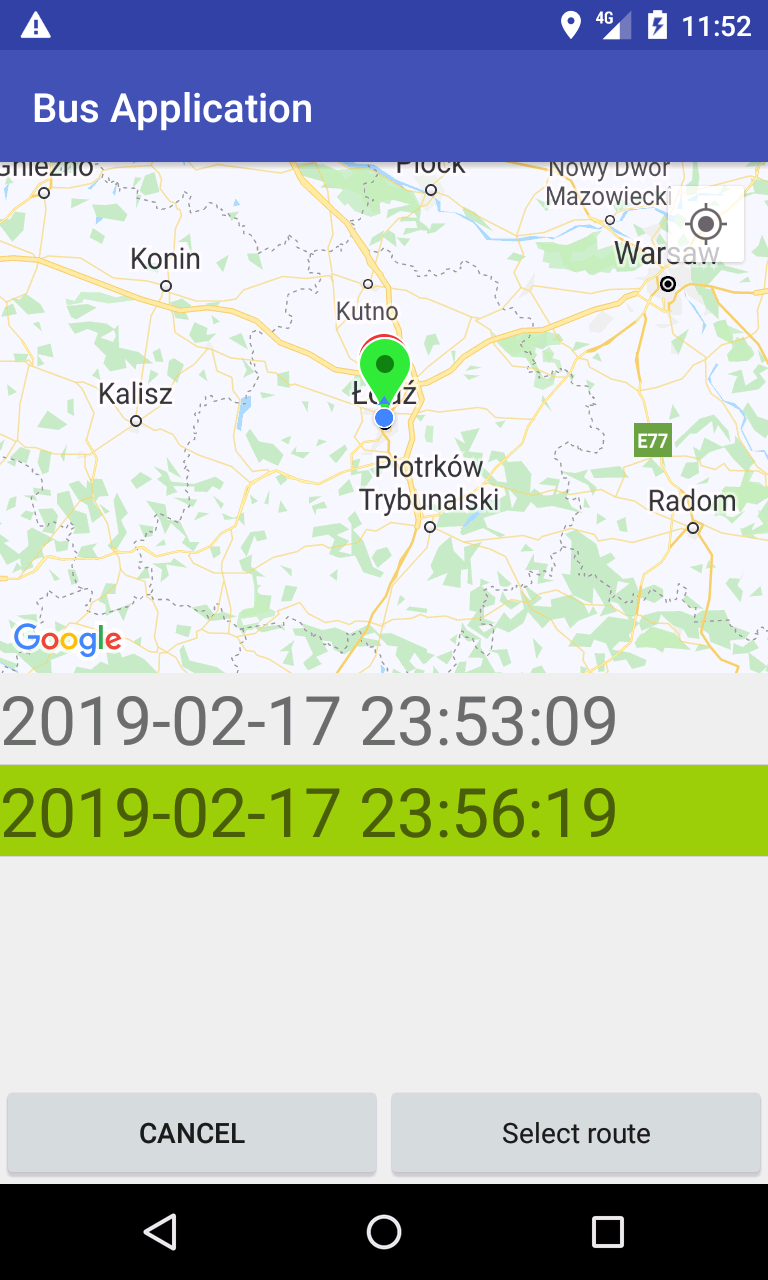 4G 11:52
Bus Application
Gniezno
Płock
Nowy Dwór
Mazowiecki
Konin
Warsaw
Kutno
Kalisz
Łódź
E77
Piotrków
Trybunalski
Radom
Google
2019-02-17 23:53:09
2019-02-17 23:56:19
CANCEL Select route